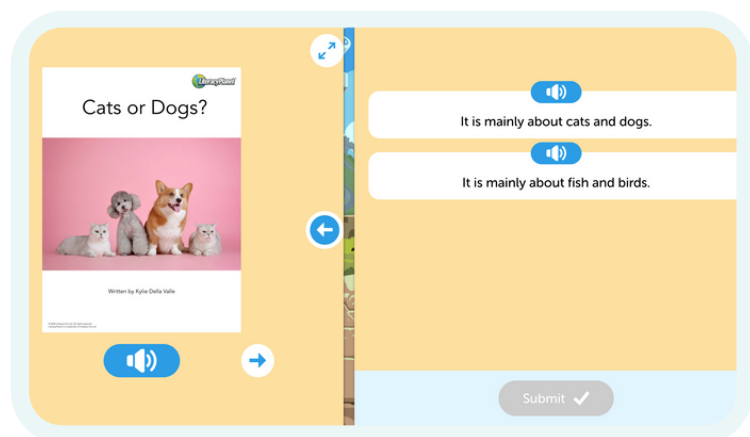 LiteracyPlanet
Cats or Dogs?
Written by Kylie Della Valle
It is mainly about cats and dogs.
It is mainly about fish and birds.
Submit